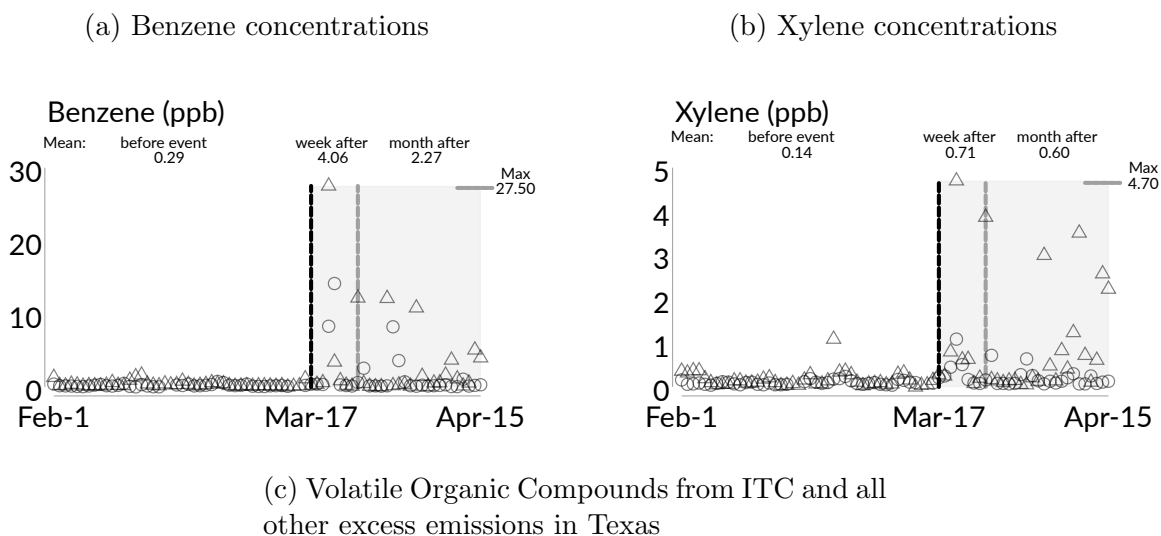 (a) Benzene concentrations
Benzene (ppb)
Mean:
before event
0.29
week after
4.06
month after
2.27
30
20
10
0
Max
27.50
Feb-1
Mar-17
Apr-15
(b) Xylene concentrations
Xylene (ppb)
Mean:
before event
0.14
week after
0.71
month after
0.60
5
4
3
2
1
0
Max
4.70
Feb-1
Mar-17
Apr-15
(c) Volatile Organic Compounds from ITC and all
other excess emissions in Texas